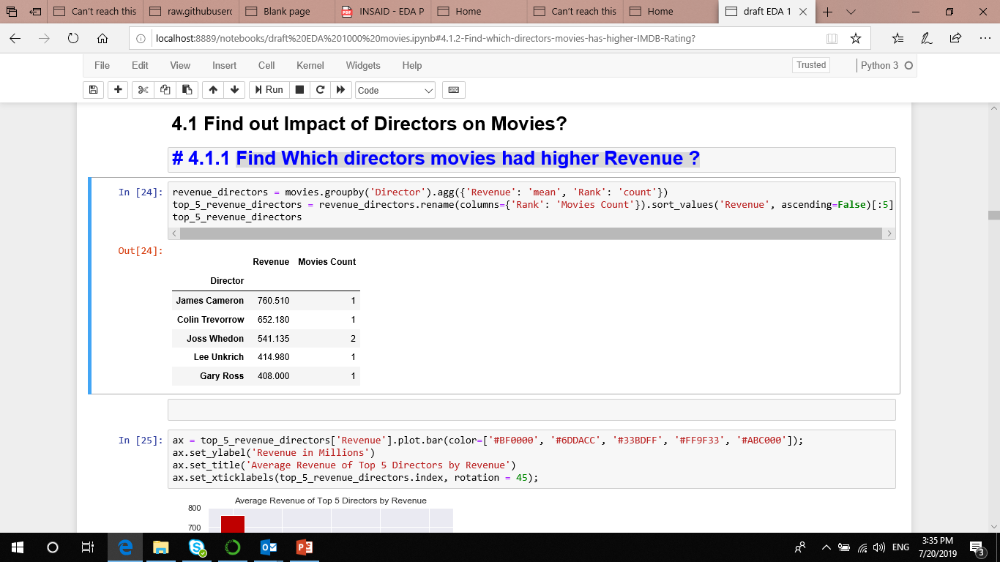 Can't reach this
raw.githubuserc
Blank page
INSAID - EDA P
Home
Can't reach this
Home
draft EDA 1
localhost:8889/notebooks/draft%20EDA%201000%20movies.ipynb#4.1.2-Find-which-directors-movies-has-higher-IMDB-Rating?
File Edit View Insert Cell Kernel Widgets Help Trusted Python 3
Run Code
4.1 Find out Impact of Directors on Movies?
# 4.1.1 Find Which directors movies had higher Revenue ?
In [24]: revenue_directors = movies.groupby('Director').agg({'Revenue': 'mean', 'Rank': 'count'})
top_5_revenue_directors = revenue_directors.rename(columns={'Rank': 'Movies Count'}).sort_values('Revenue', ascending=False)[:5]
top_5_revenue_directors
Out[24]:
Revenue Movies Count
Director
James Cameron 760.510 1
Colin Trevorrow 652.180 1
Joss Whedon 541.135 2
Lee Unkrich 414.980 1
Gary Ross 408.000 1
In [25]: ax = top_5_revenue_directors['Revenue'].plot.bar(color=['#BF0000', '#6DDACC', '#33BDFF', '#FF9F33', '#ABC000']);
ax.set_ylabel('Revenue in Millions')
ax.set_title('Average Revenue of Top 5 Directors by Revenue')
ax.set_xticklabels(top_5_revenue_directors.index, rotation = 45);
Average Revenue of Top 5 Directors by Revenue
800
700
ENG
3:35 PM
7/20/2019
3